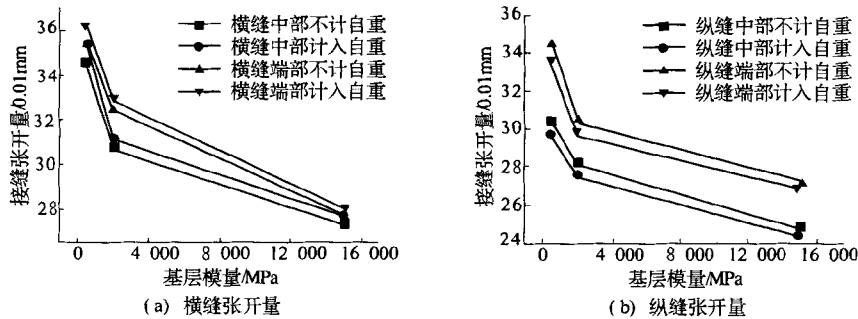 接缝张开量/0.01mm
36
34
32
30
28
横缝中部不计自重
横缝中部计入自重
横缝端部不计自重
横缝端部计入自重
0 4 000 8 000 12 000 16 000
基层模量/MPa
(a) 横缝张开量
接缝张开量/0.01mm
36
34
32
30
28
26
24
纵缝中部不计自重
纵缝中部计入自重
纵缝端部不计自重
纵缝端部计入自重
0 4 000 8 000 12 000 16 000
基层模量/MPa
(b) 纵缝张开量